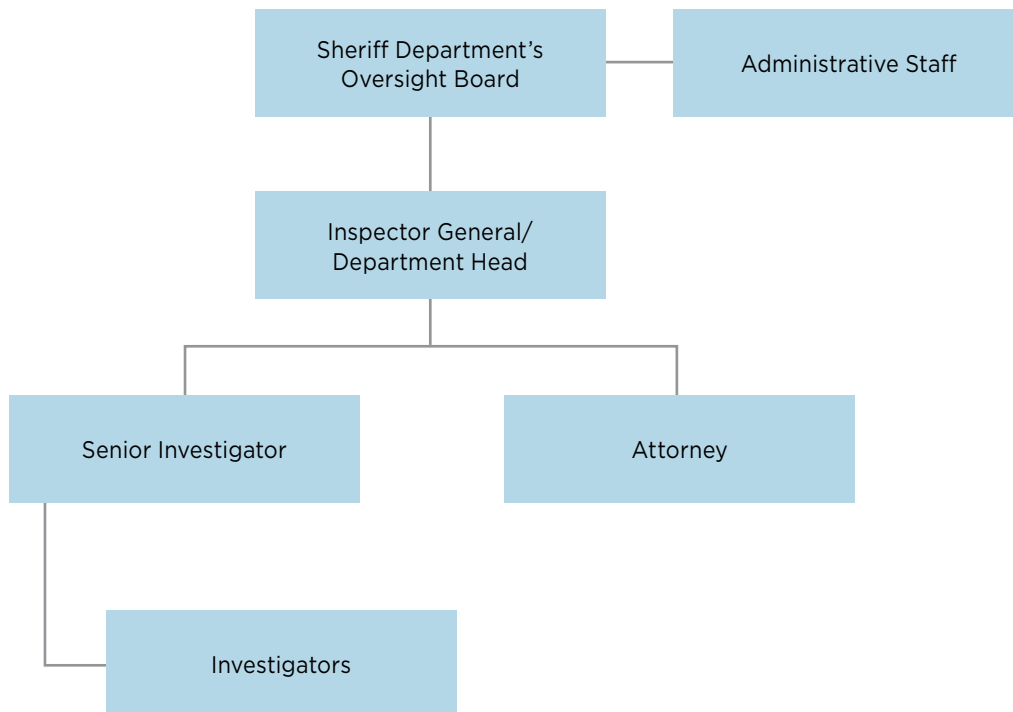 Sheriff Department's
Oversight Board
Administrative Staff
Inspector General/
Department Head
Senior Investigator
Attorney
Investigators